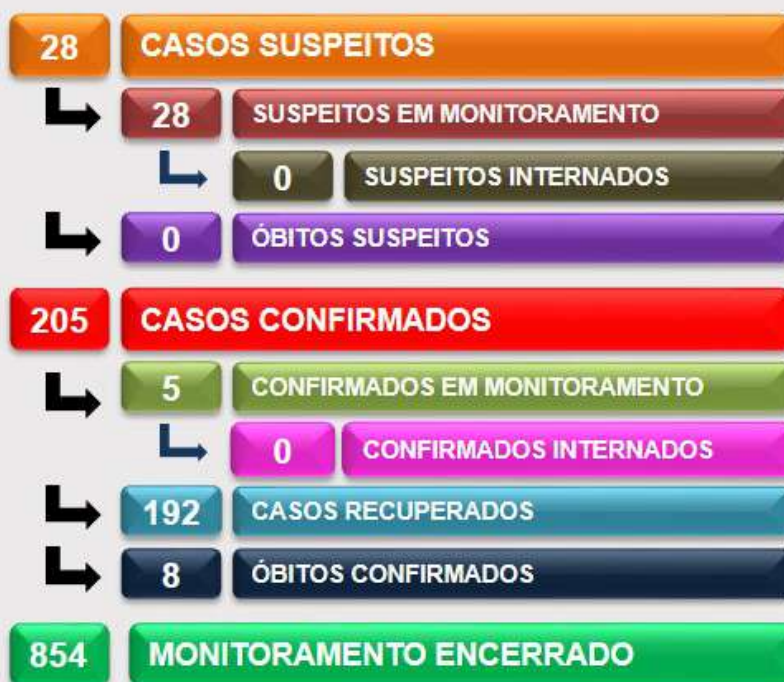 28 CASOS SUSPEITOS
28 SUSPEITOS EM MONITORAMENTO
0 SUSPEITOS INTERNADOS
0 ÓBITOS SUSPEITOS
205 CASOS CONFIRMADOS
5 CONFIRMADOS EM MONITORAMENTO
0 CONFIRMADOS INTERNADOS
192 CASOS RECUPERADOS
8 ÓBITOS CONFIRMADOS
854 MONITORAMENTO ENCERRADO